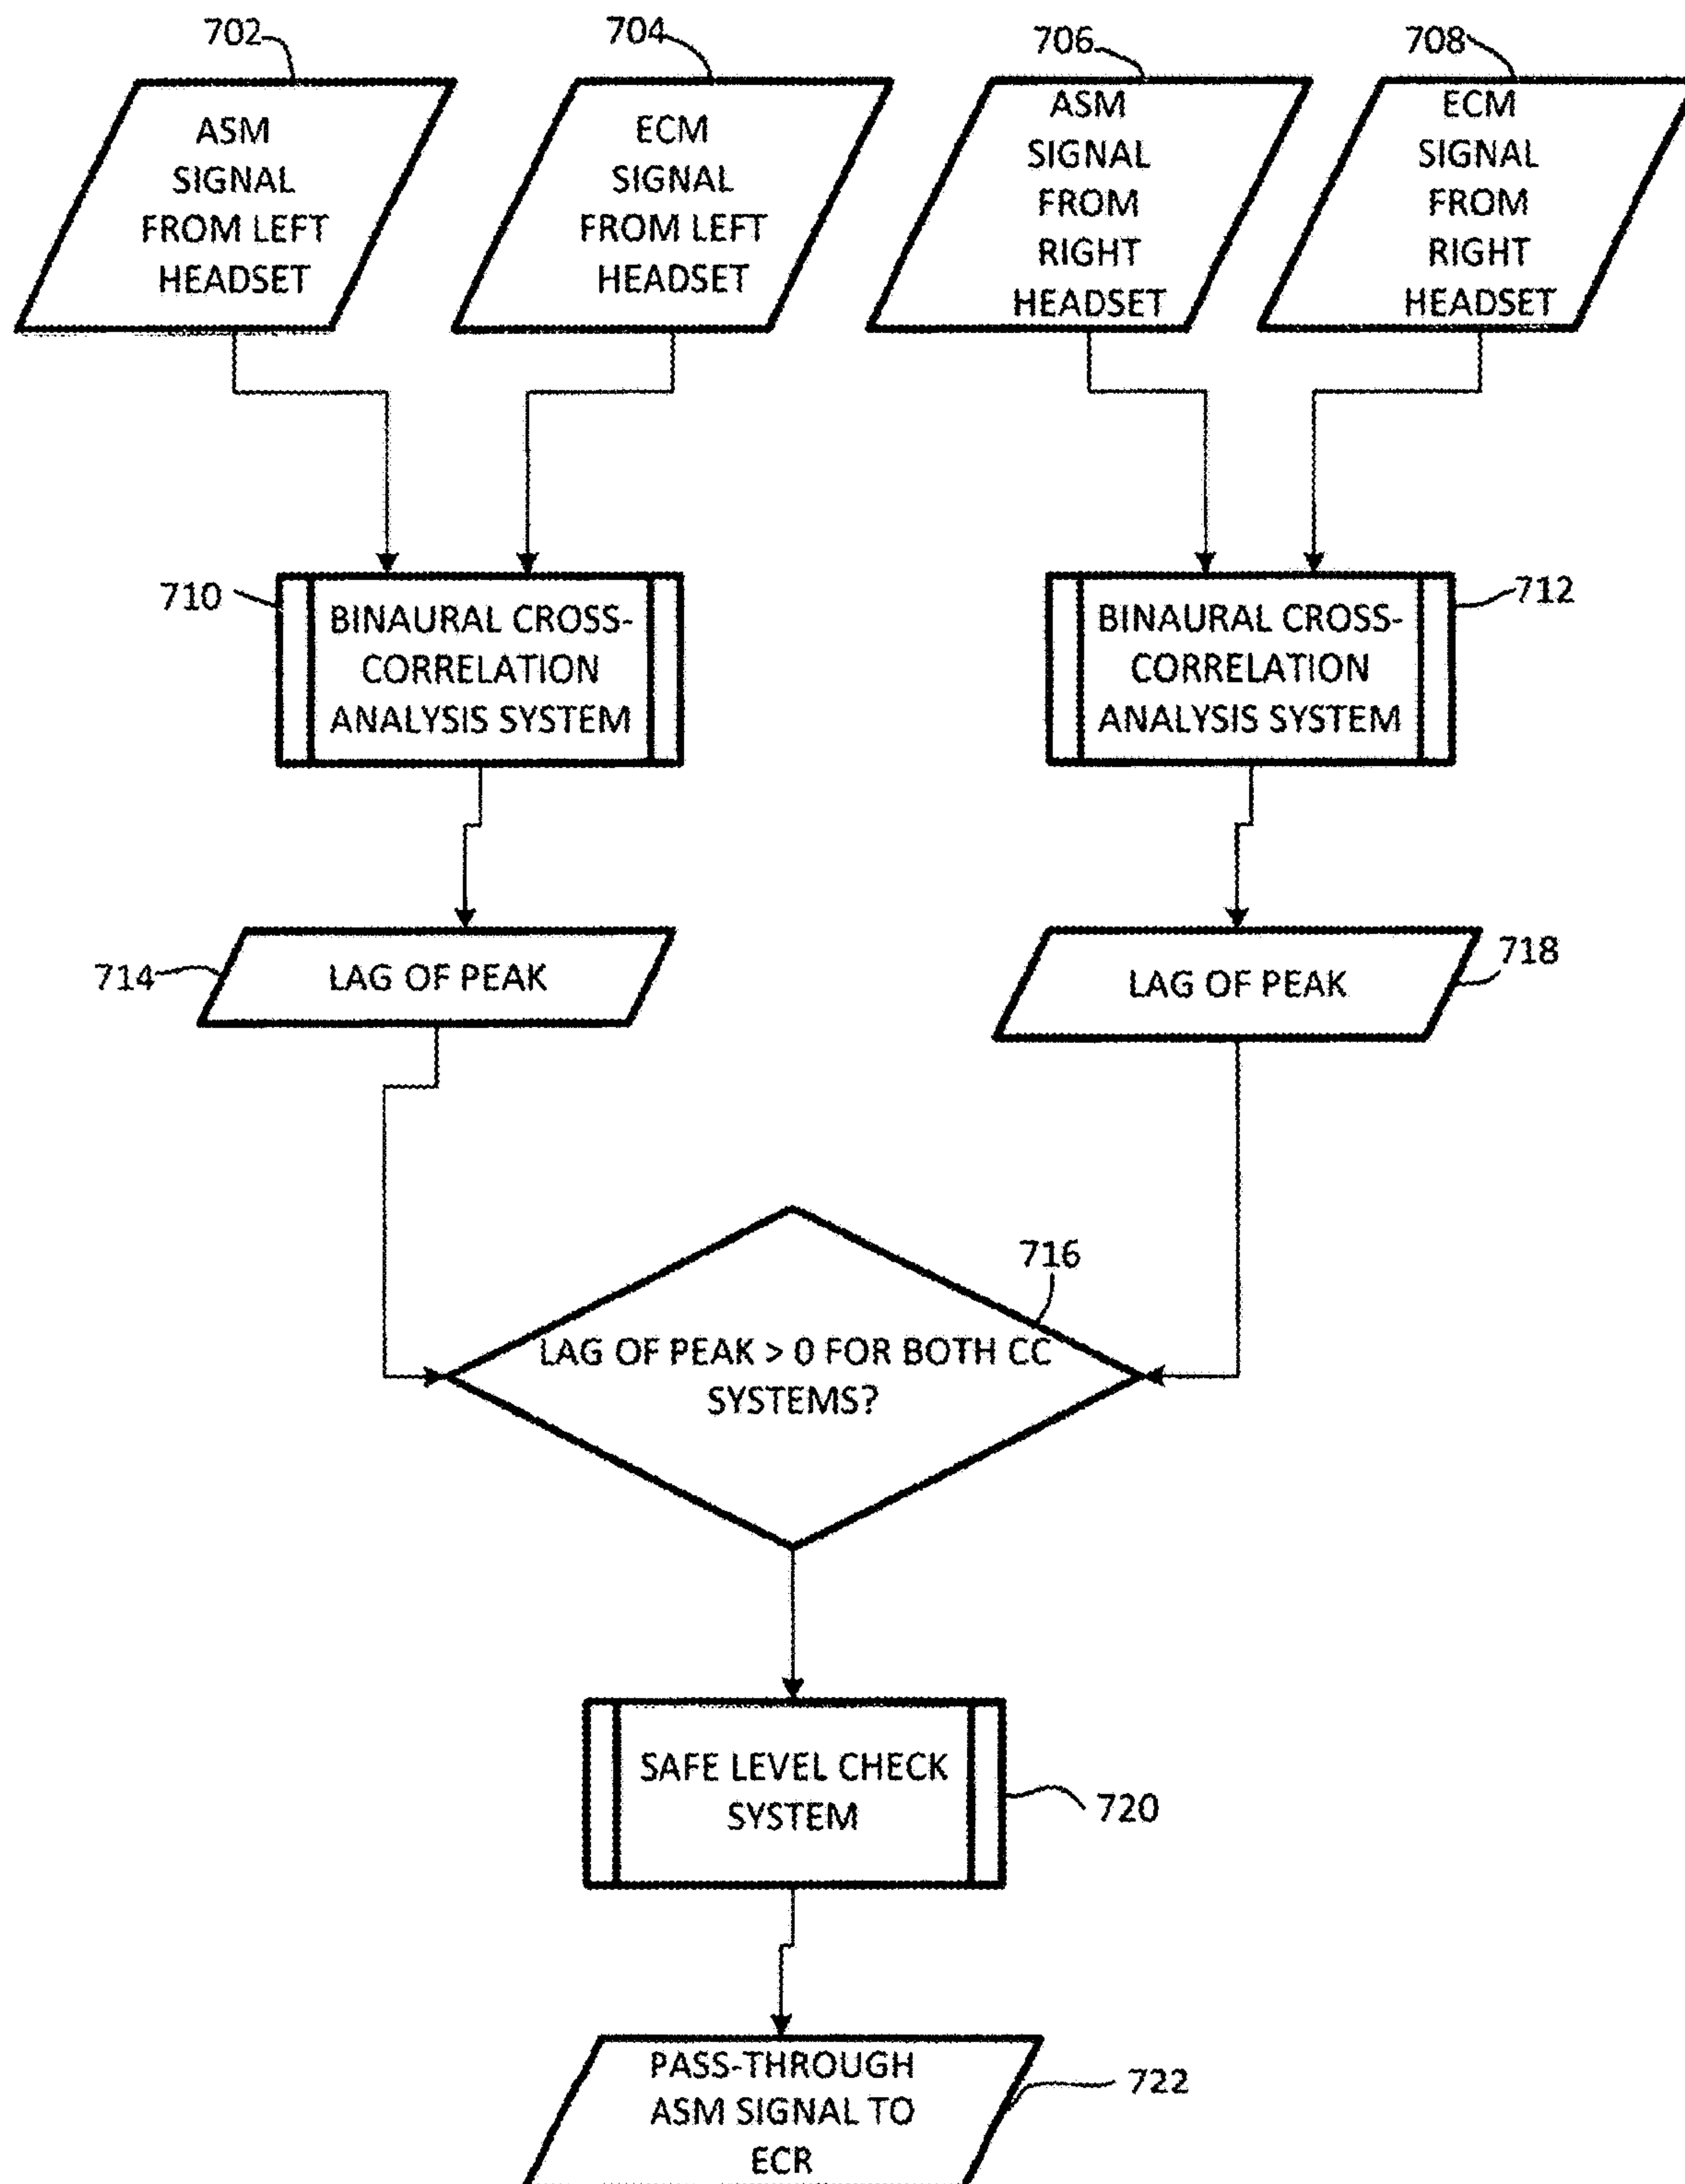 702
704
706
708
ASM
SIGNAL
FROM LEFT
HEADSET
ECM
SIGNAL
FROM LEFT
HEADSET
ASM
SIGNAL
FROM
RIGHT
HEADSET
ECM
SIGNAL
FROM
RIGHT
HEADSET
710
BINAURAL CROSS-
CORRELATION
ANALYSIS SYSTEM
BINAURAL CROSS-
CORRELATION
ANALYSIS SYSTEM
712
714
LAG OF PEAK
LAG OF PEAK
718
716
LAG OF PEAK > 0 FOR BOTH CC
SYSTEMS?
SAFE LEVEL CHECK
SYSTEM
720
PASS-THROUGH
ASM SIGNAL TO
ECR
722